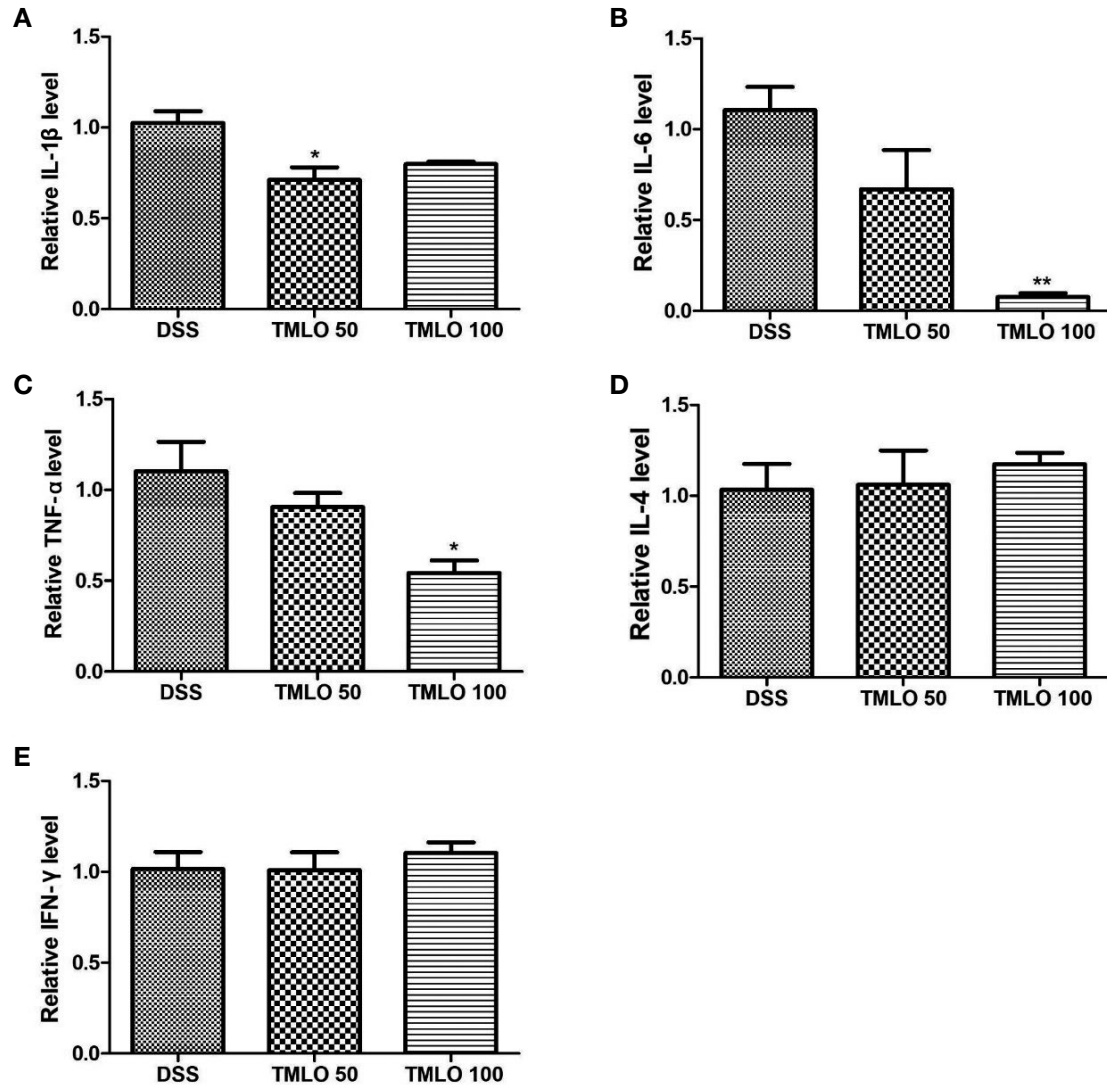 A
Relative IL-1β level
1.5
1.0
0.5
0.0
*
DSS TMLO 50 TMLO 100
B
Relative IL-6 level
1.5
1.0
0.5
0.0
**
DSS TMLO 50 TMLO 100
C
Relative TNF-α level
1.5
1.0
0.5
0.0
*
DSS TMLO 50 TMLO 100
D
Relative IL-4 level
1.5
1.0
0.5
0.0
DSS TMLO 50 TMLO 100
E
Relative IFN-γ level
1.5
1.0
0.5
0.0
DSS TMLO 50 TMLO 100